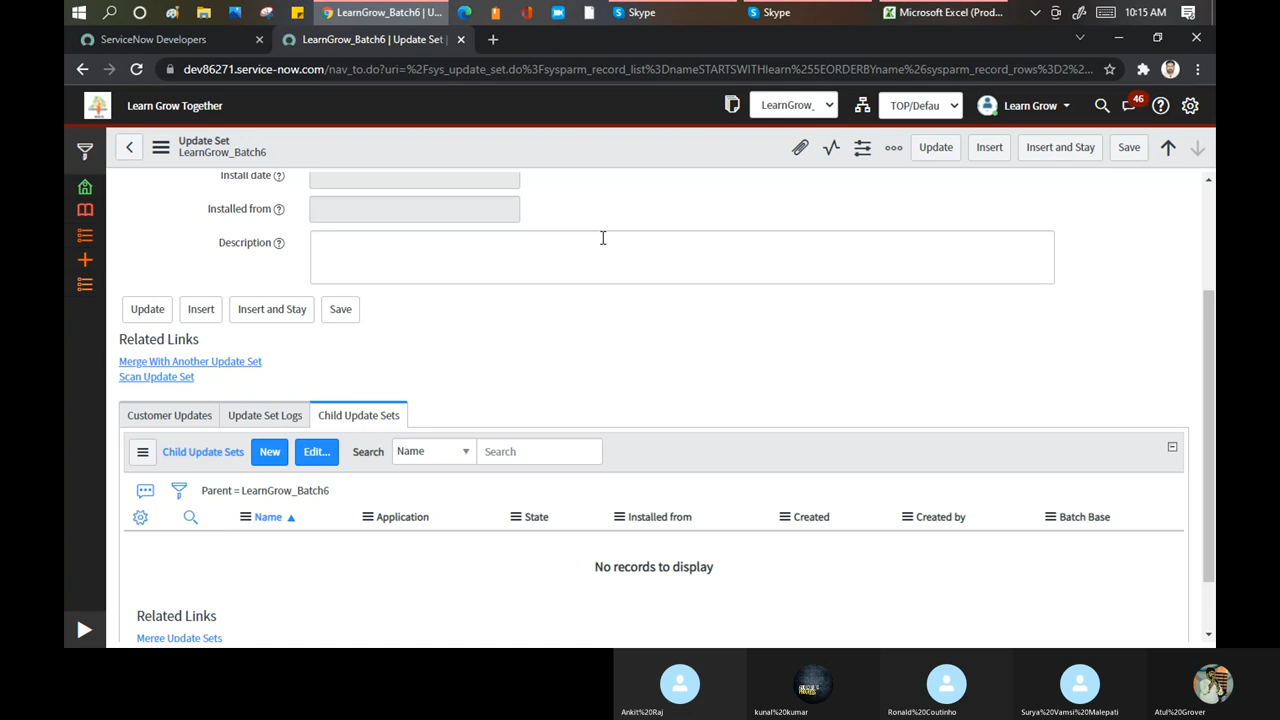 LearnGrow_Batch6 | U...
Skype
Skype
Microsoft Excel (Prod...
10:15 AM
ServiceNow Developers
LearnGrow_Batch6 | Update Set |
dev86271.service-now.com/nav_to.do?uri=%2Fsys_update_set.do%3Fsysparm_record_list%3DnameSTARTSWITHlearn%255EORDERBYname%26sysparm_record_rows%3D2%2...
Learn Grow Together
LearnGrow_
TOP/Defau
Learn Grow
46
Update Set
LearnGrow_Batch6
Update
Insert
Insert and Stay
Save
Install date
Installed from
Description
Update
Insert
Insert and Stay
Save
Related Links
Merge With Another Update Set
Scan Update Set
Customer Updates
Update Set Logs
Child Update Sets
Child Update Sets
New
Edit...
Search
Name
Search
Parent = LearnGrow_Batch6
Name
Application
State
Installed from
Created
Created by
Batch Base
No records to display
Related Links
Merge Update Sets
Ankit%20Raj
kunal%20kumar
Ronald%20Coutinho
Surya%20Vamsi%20Malepati
Atul%20Grover